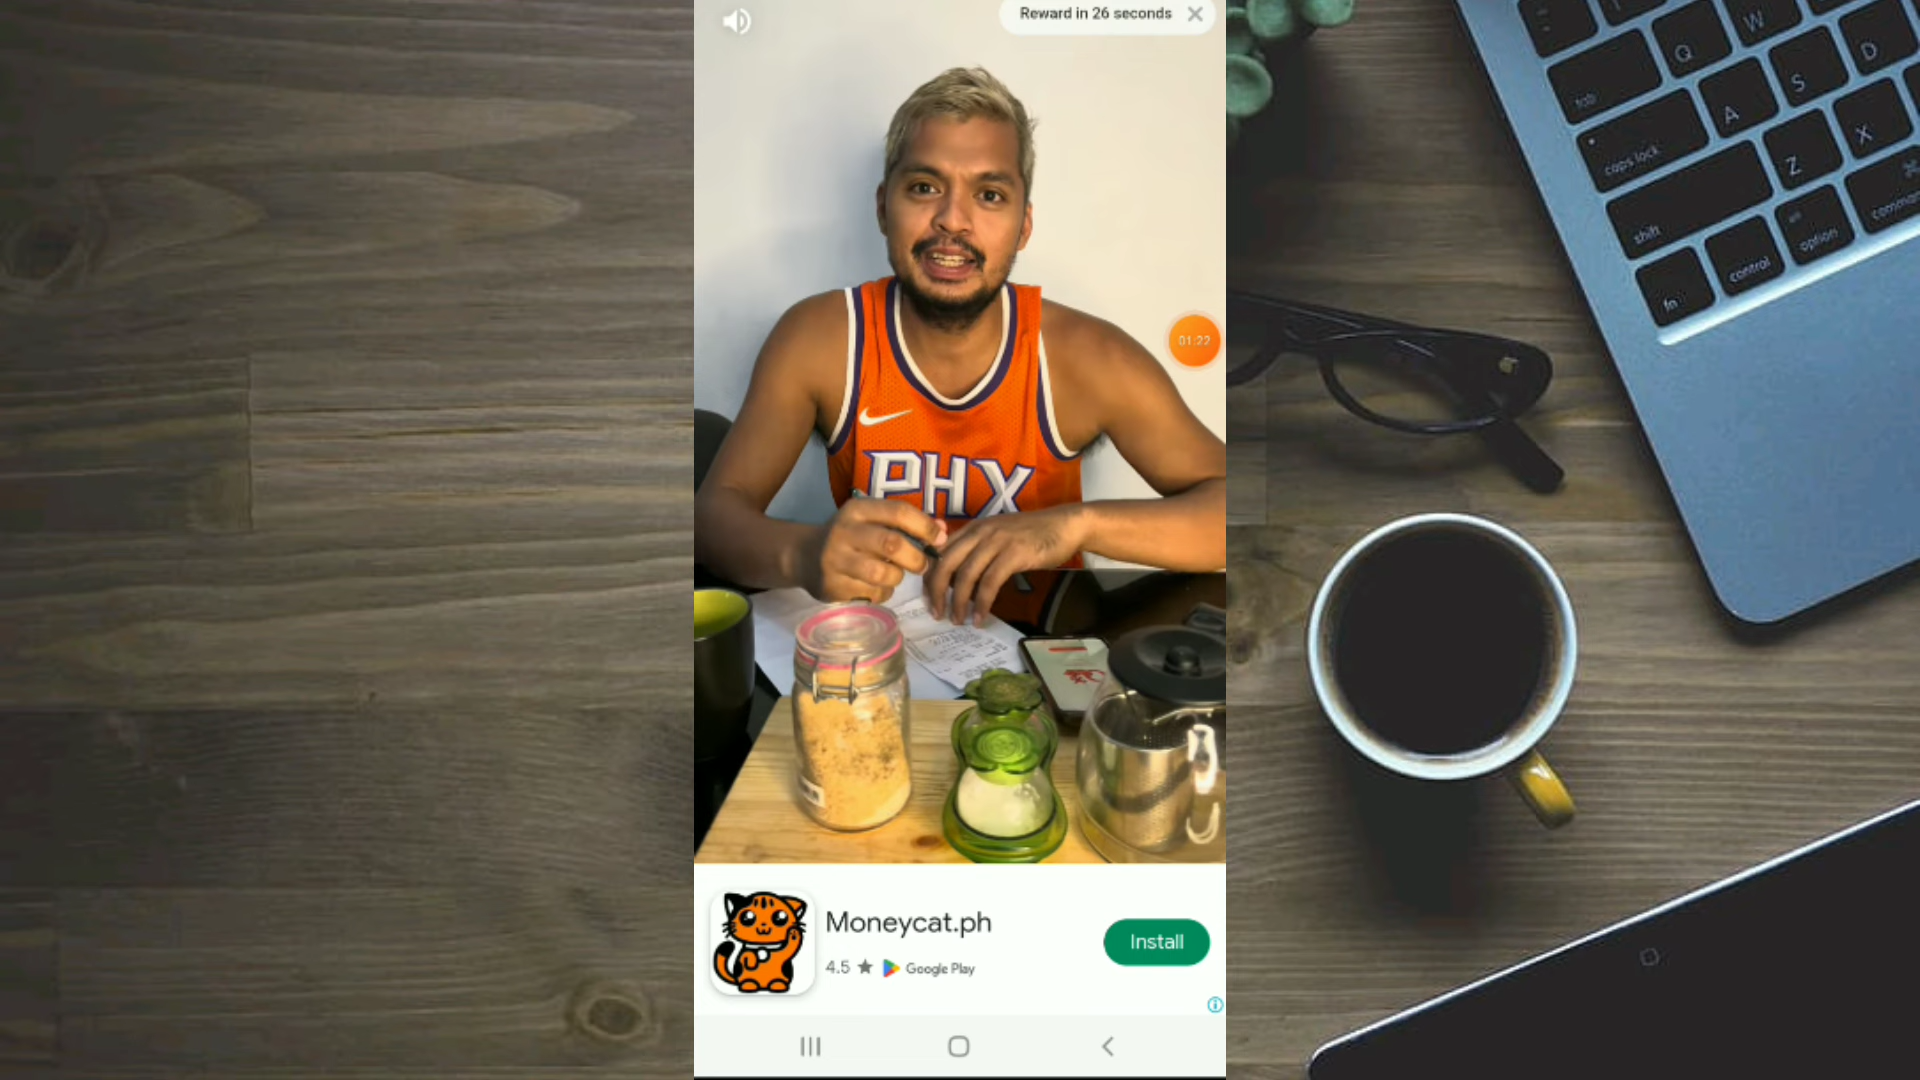 Reward in 26 seconds
01:22
PHX
Moneycat.ph
Install
4.5 ★ Google Play
Q
W
tab
A
S
D
caps lock
Z
X
shift
fn
control
option
command